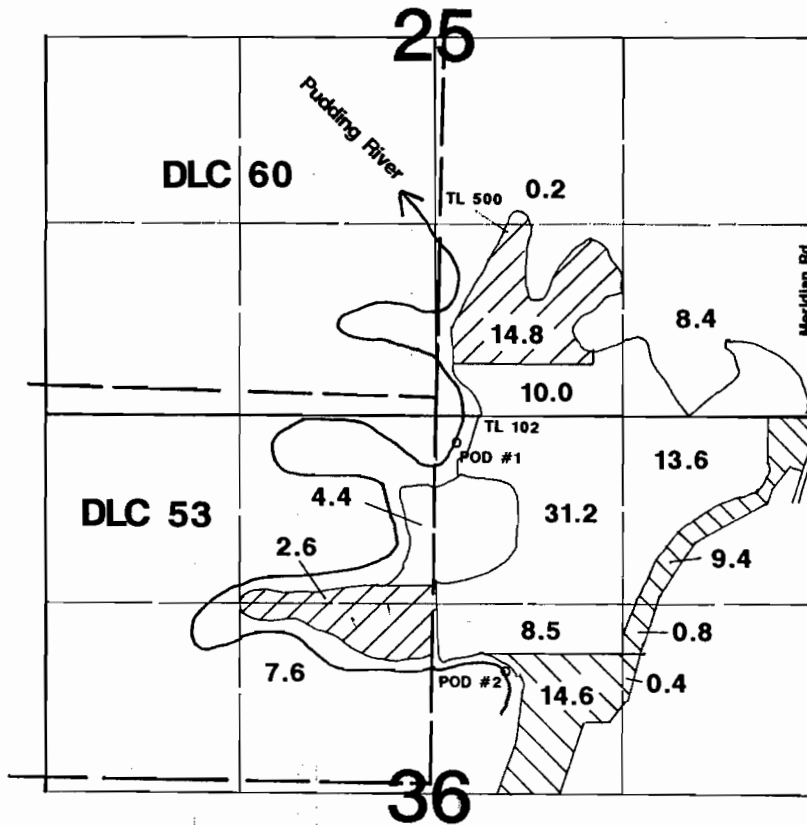 25
Pudding River
DLC 60
TL 500
0.2
Meridian Rd
14.8
8.4
10.0
TL 102
POD #1
13.6
4.4
DLC 53
31.2
2.6
9.4
8.5
0.8
7.6
POD #2
14.6
0.4
36